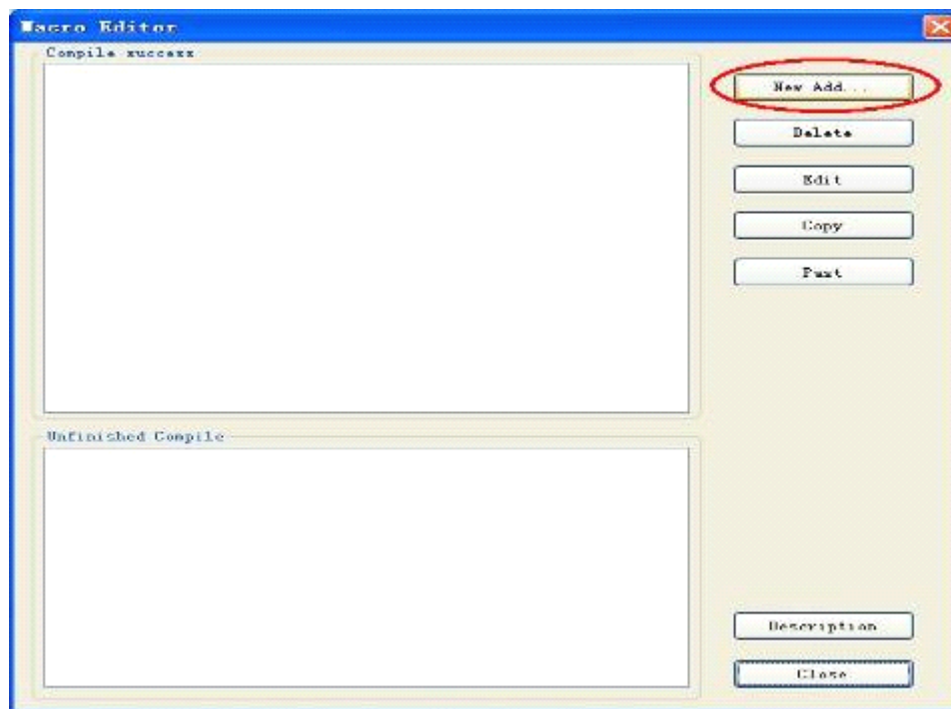 Macro Editor
Compile success
New Add...
Delete
Edit
Copy
Past
Unfinished Compile
Description
Close